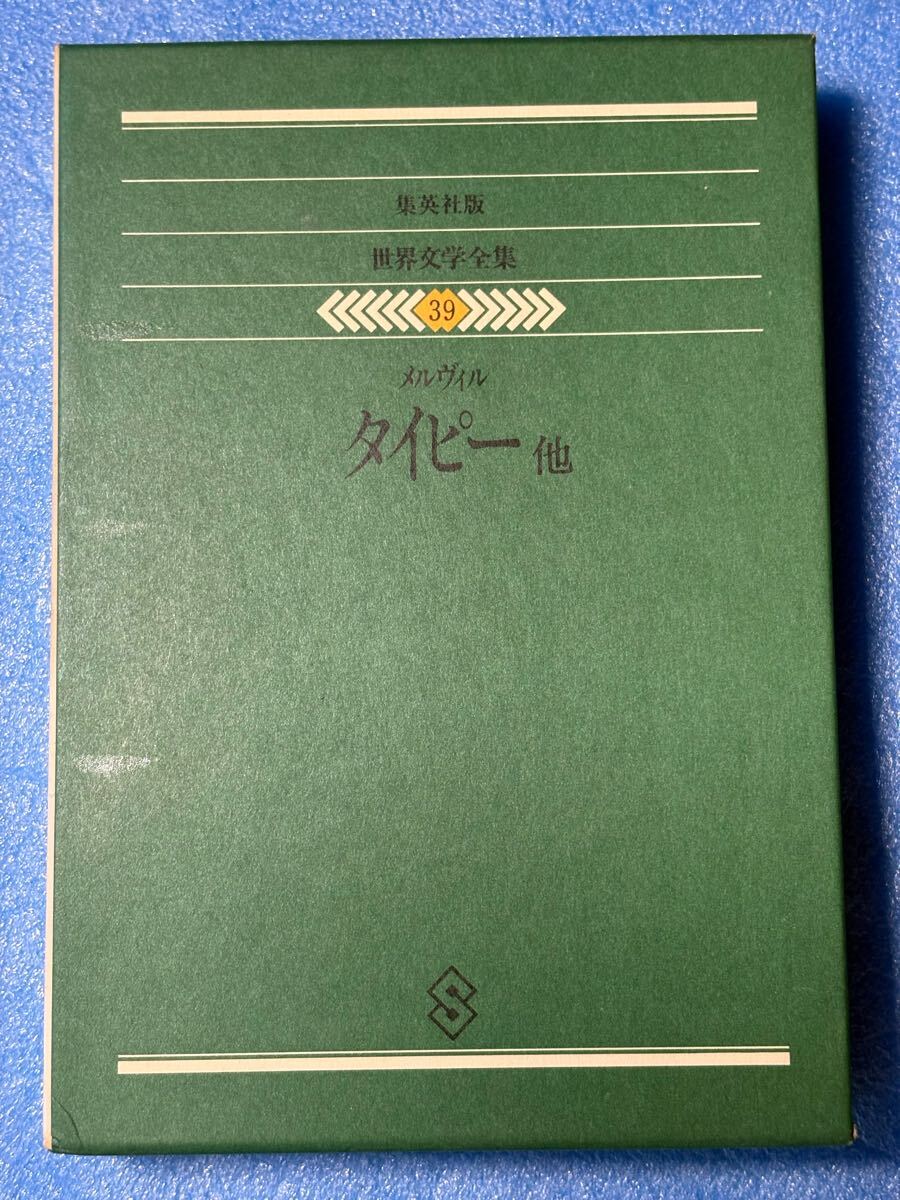 集英社版
世界文学全集
39
メルヴィル
タイピー 他